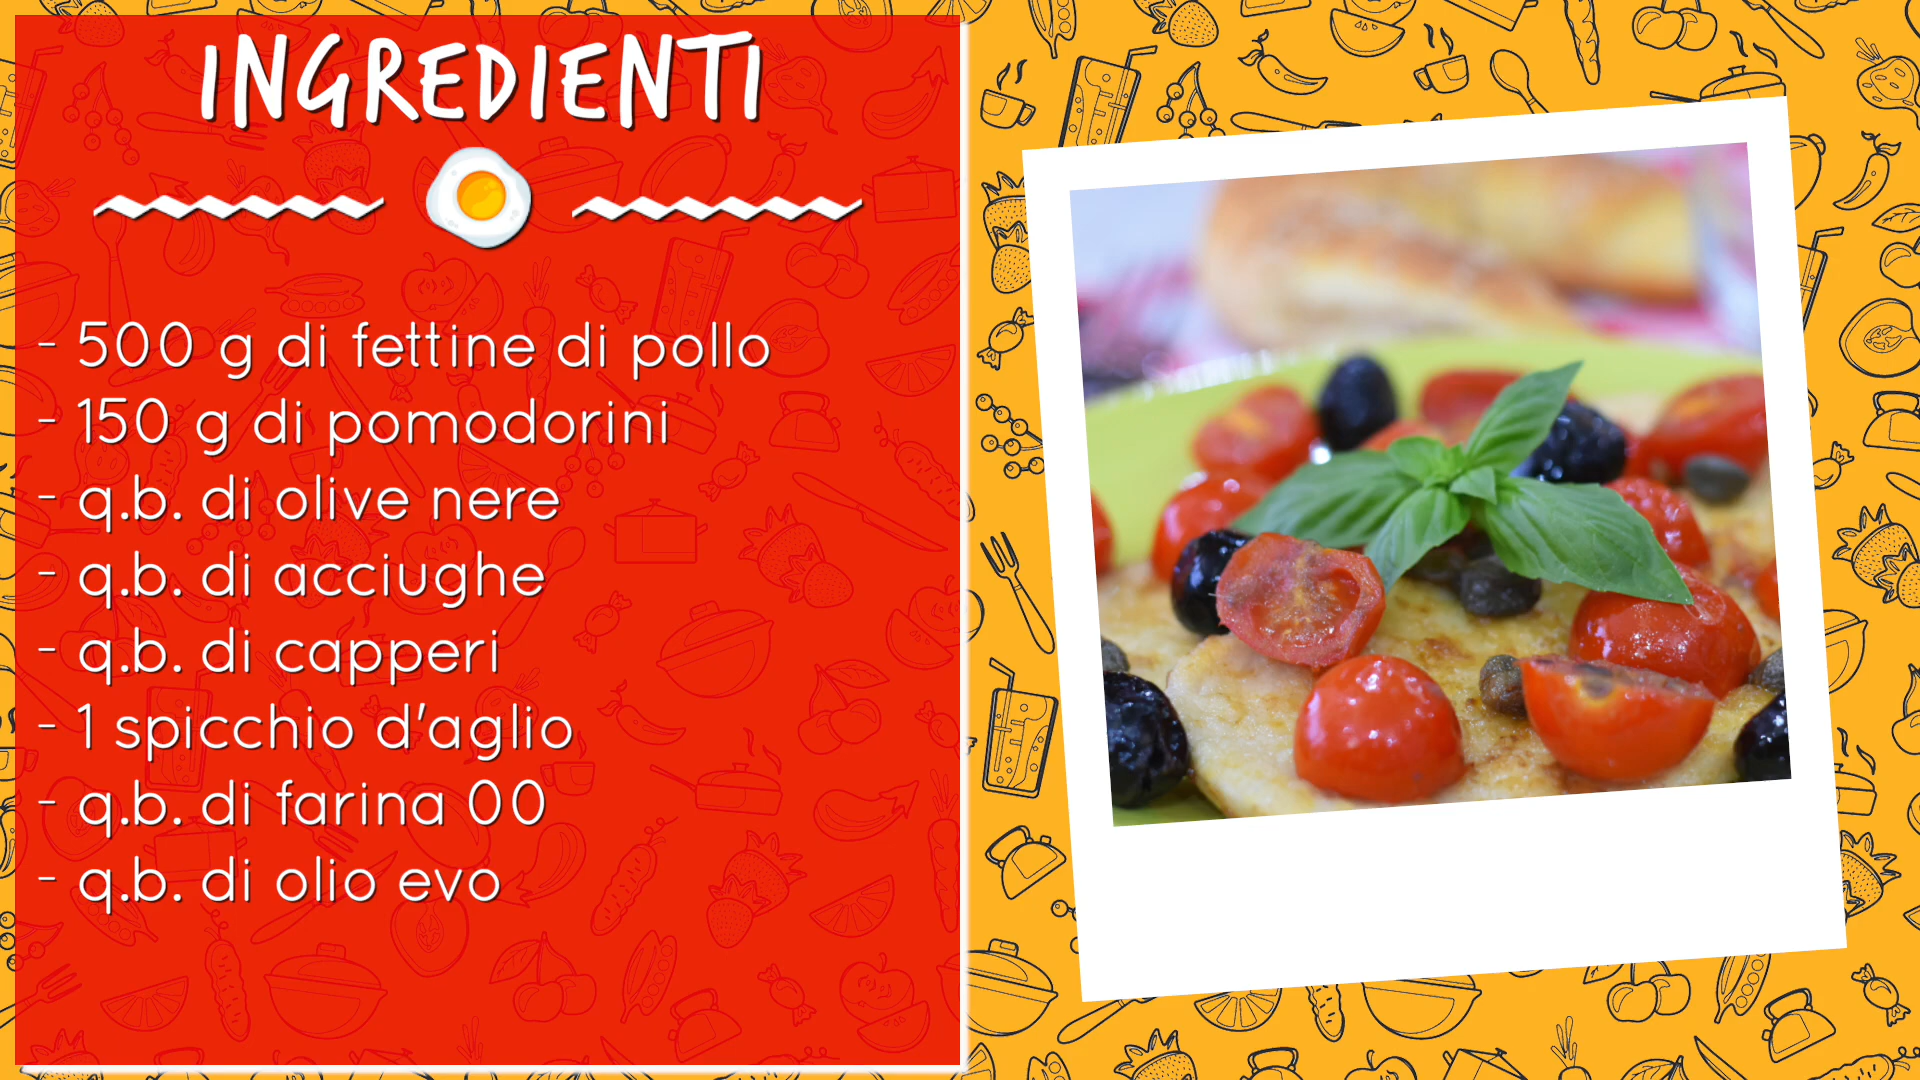 INGREDIENTI
- 500 g di fettine di pollo
- 150 g di pomodorini
- q.b. di olive nere
- q.b. di acciughe
- q.b. di capperi
- 1 spicchio d'aglio
- q.b. di farina 00
- q.b. di olio evo